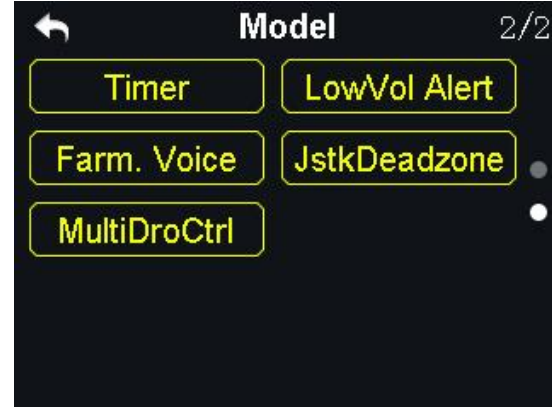 Model 2/2
Timer LowVol Alert
Farm. Voice JstkDeadzone
MultiDroCtrl